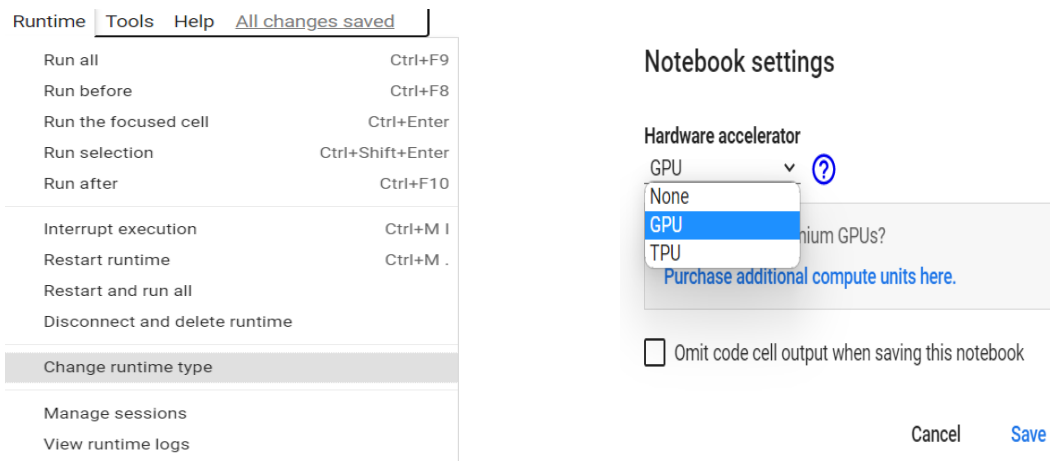 Runtime Tools Help All changes saved
Run all Ctrl+F9
Run before Ctrl+F8
Run the focused cell Ctrl+Enter
Run selection Ctrl+Shift+Enter
Run after Ctrl+F10
Interrupt execution Ctrl+M I
Restart runtime Ctrl+M .
Restart and run all
Disconnect and delete runtime
Change runtime type
Manage sessions
View runtime logs
Notebook settings
Hardware accelerator
GPU ?
None
GPU
TPU
GPUs?
Purchase additional compute units here.
Omit code cell output when saving this notebook
Cancel Save